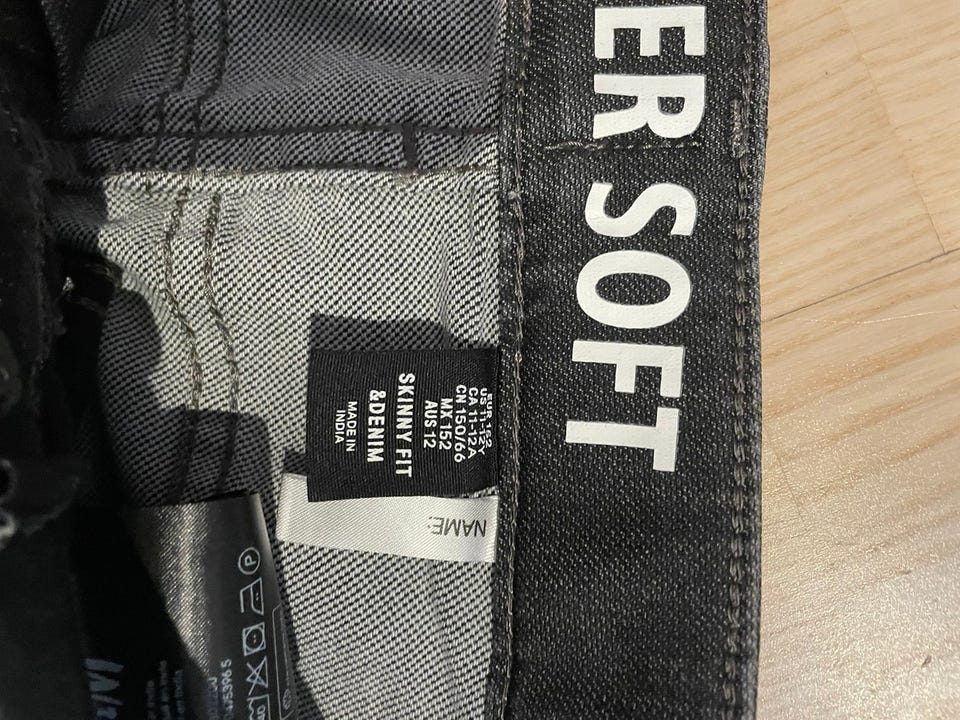 ER SOFT
EUR 152
US 11-12Y
CA 11-12A
CN 150/66
MX 152
AUS 12
SKINNY FIT
&DENIM
MADE IN
INDIA
NAME:
P